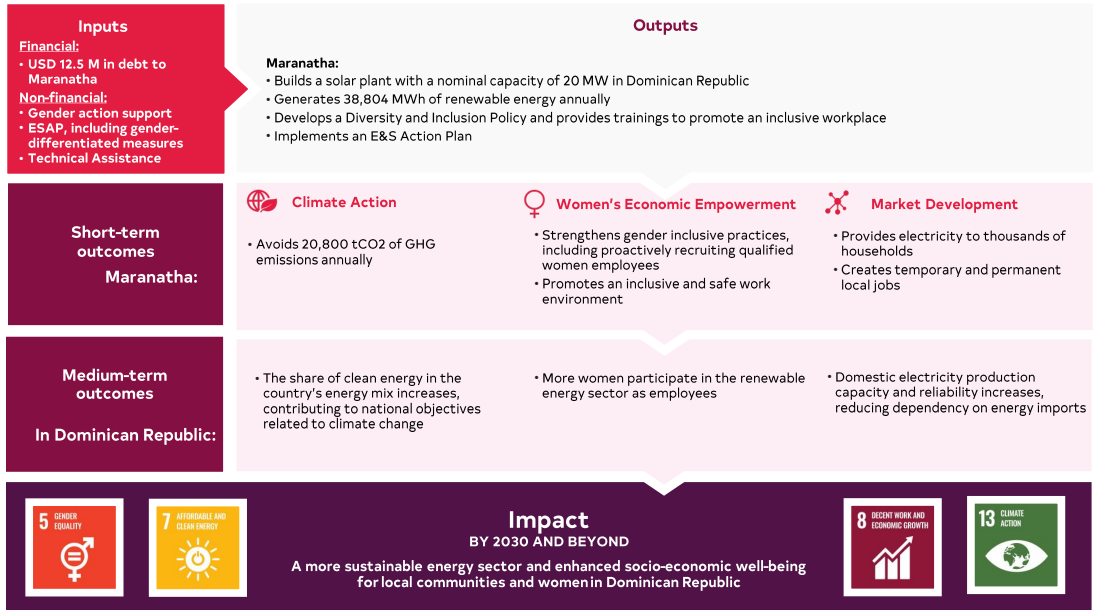 Inputs
Financial:
• USD 12.5 M in debt to
Maranatha
Non-financial:
• Gender action support
• ESAP, including gender-
differentiated measures
• Technical Assistance
Outputs
Maranatha:
• Builds a solar plant with a nominal capacity of 20 MW in Dominican Republic
• Generates 38,804 MWh of renewable energy annually
• Develops a Diversity and Inclusion Policy and provides trainings to promote an inclusive workplace
• Implements an E&S Action Plan
Short-term
outcomes
Maranatha:
Climate Action
• Avoids 20,800 tCO2 of GHG
emissions annually
Women's Economic Empowerment
• Strengthens gender inclusive practices,
including proactively recruiting qualified
women employees
• Promotes an inclusive and safe work
environment
Market Development
• Provides electricity to thousands of
households
• Creates temporary and permanent
local jobs
Medium-term
outcomes
In Dominican Republic:
• The share of clean energy in the
country's energy mix increases,
contributing to national objectives
related to climate change
• More women participate in the renewable
energy sector as employees
• Domestic electricity production
capacity and reliability increases,
reducing dependency on energy imports
5 GENDER
EQUALITY
7 AFFORDABLE AND
CLEAN ENERGY
Impact
BY 2030 AND BEYOND
A more sustainable energy sector and enhanced socio-economic well-being
for local communities and women in Dominican Republic
8 DECENT WORK AND
ECONOMIC GROWTH
13 CLIMATE
ACTION